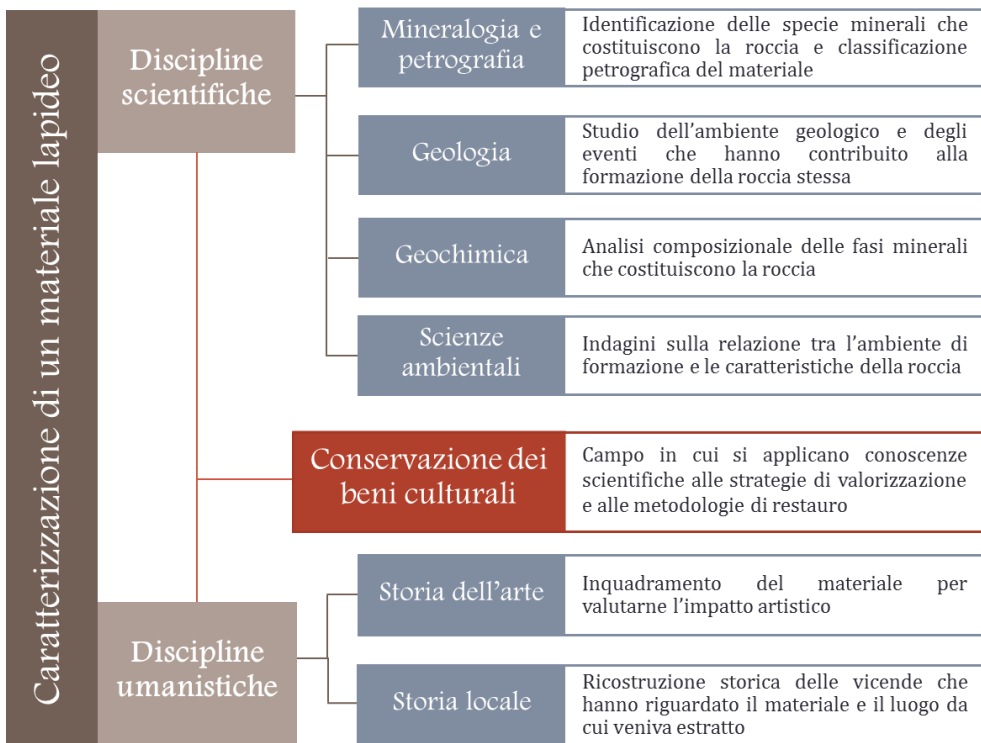 Caratterizzazione di un materiale lapideo
Discipline
scientifiche
Mineralogia e
petrografia
Identificazione delle specie minerali che
costituiscono la roccia e classificazione
petrografica del materiale
Geologia
Studio dell'ambiente geologico e degli
eventi che hanno contribuito alla
formazione della roccia stessa
Geochimica
Analisi composizionale delle fasi minerali
che costituiscono la roccia
Scienze
ambientali
Indagini sulla relazione tra l'ambiente di
formazione e le caratteristiche della roccia
Conservazione dei
beni culturali
Campo in cui si applicano conoscenze
scientifiche alle strategie di valorizzazione
e alle metodologie di restauro
Discipline
umanistiche
Storia dell'arte
Inquadramento del materiale per
valutarne l'impatto artistico
Storia locale
Ricostruzione storica delle vicende che
hanno riguardato il materiale e il luogo da
cui veniva estratto